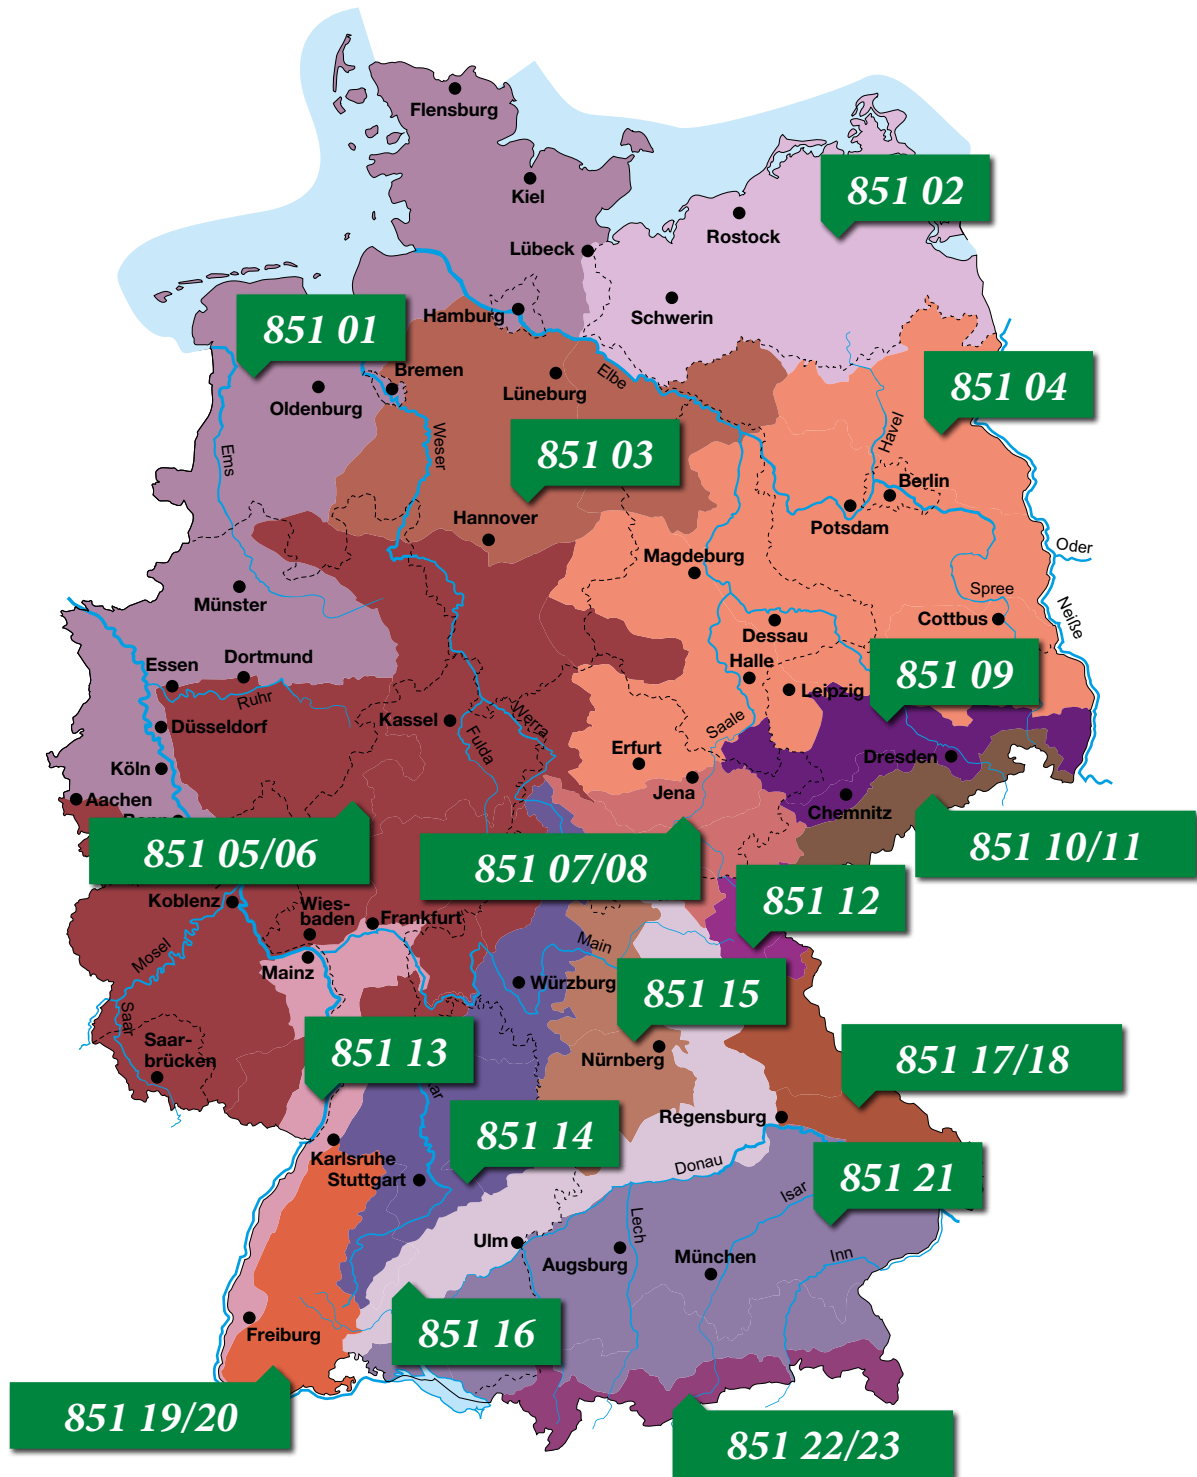 Flensburg
Kiel
851 02
Rostock
Lübeck
Schwerin
Hamburg
851 01
Bremen
Elbe
Lüneburg
851 04
Oldenburg
Weser
Havel
Ems
851 03
Berlin
Hannover
Potsdam
Magdeburg
Oder
Münster
Spree
Neiße
Cottbus
Dessau
Essen
Dortmund
Halle
851 09
Leipzig
Ruhr
Düsseldorf
Kassel
Werra
Saale
Fulda
Erfurt
Dresden
Köln
Jena
Aachen
Chemnitz
851 05/06
851 07/08
851 10/11
851 12
Koblenz
Wies-
baden
Frankfurt
Mosel
Main
Mainz
Würzburg
851 15
Saar
851 13
Saar-
brücken
Nürnberg
851 17/18
Regensburg
851 14
Karlsruhe
Stuttgart
Donau
851 21
Isar
Lech
Ulm
Augsburg
München
Inn
Freiburg
851 16
851 19/20
851 22/23